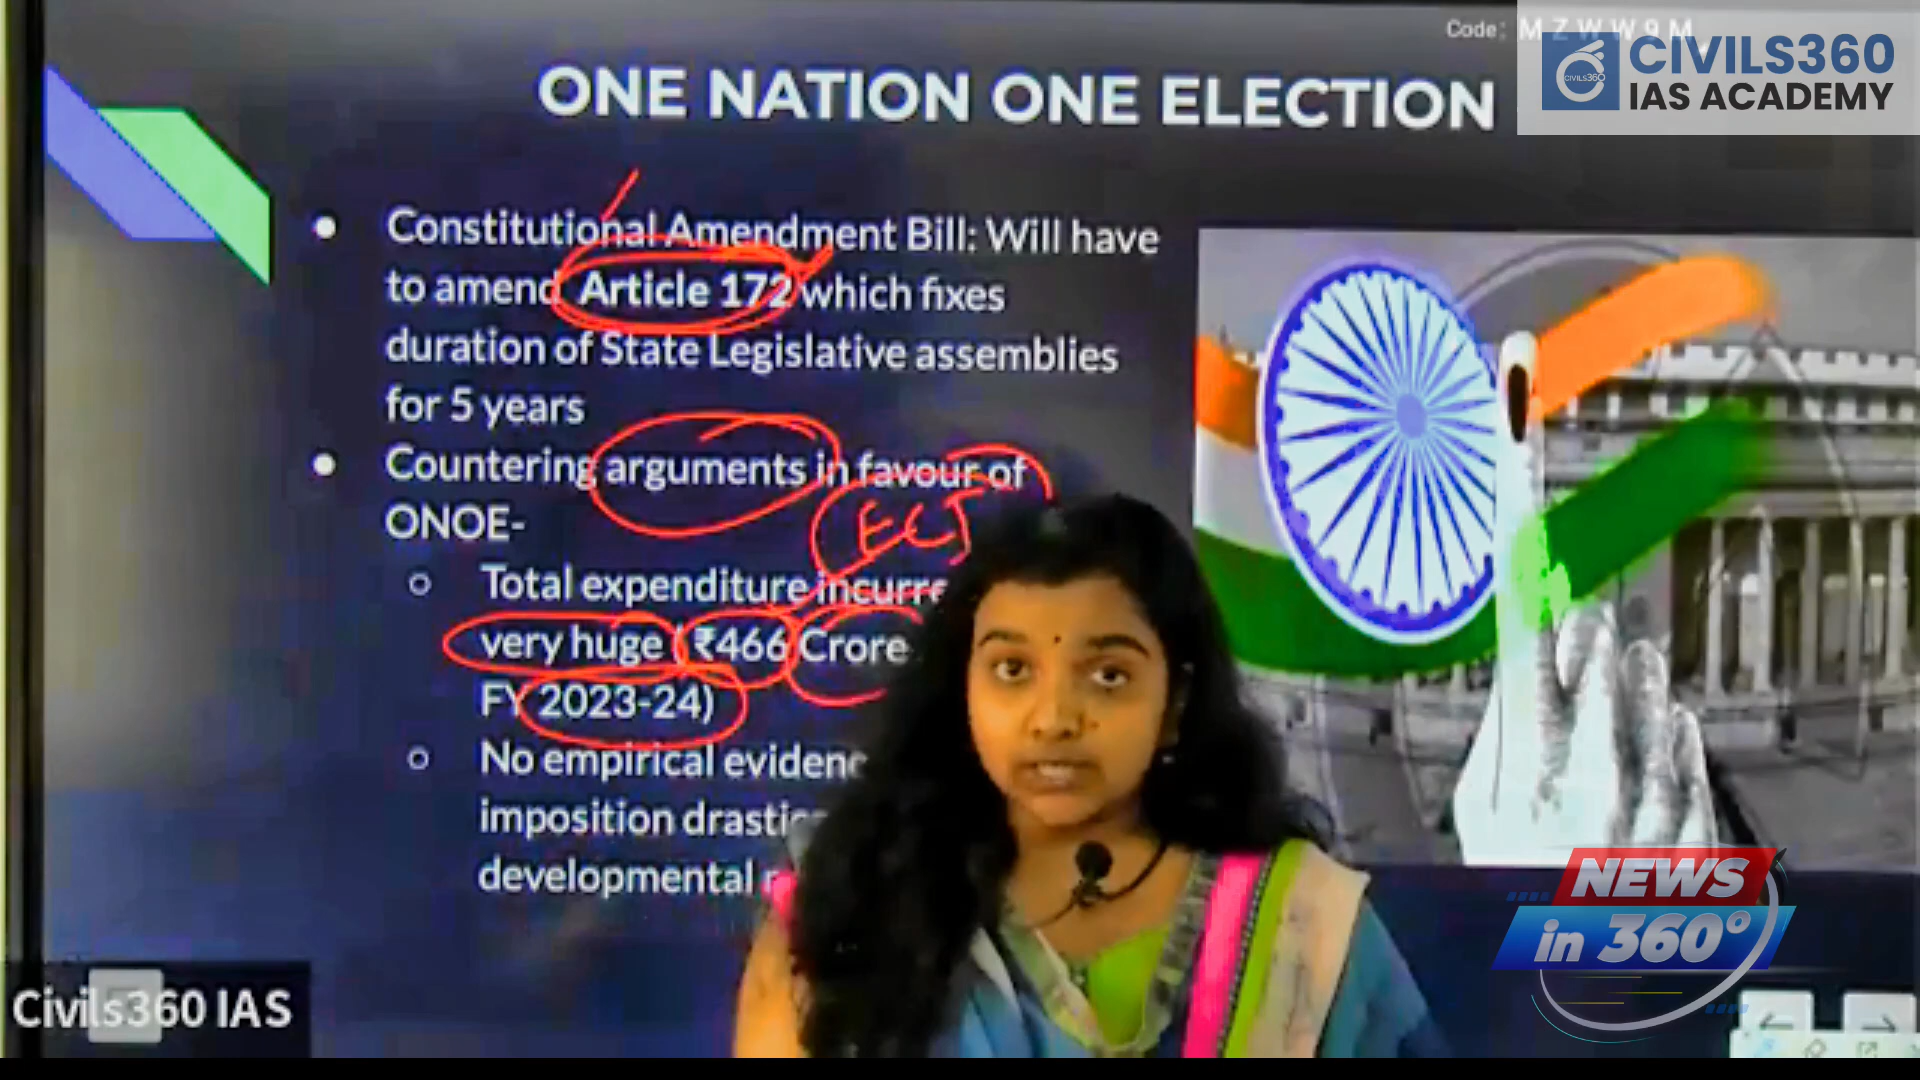 Code: M Z W W 9 M
CIVILS360
IAS ACADEMY
CIVILS360
ONE NATION ONE ELECTION
● Constitutional Amendment Bill: Will have
to amend Article 172 which fixes
duration of State Legislative assemblies
for 5 years
● Countering arguments in favour of
ONOE-
ECI
○ Total expenditure
very huge (₹466 Crore
FY 2023-24)
○ No empirical
imposition
developmental
NEWS
in 360°
Civils360 IAS